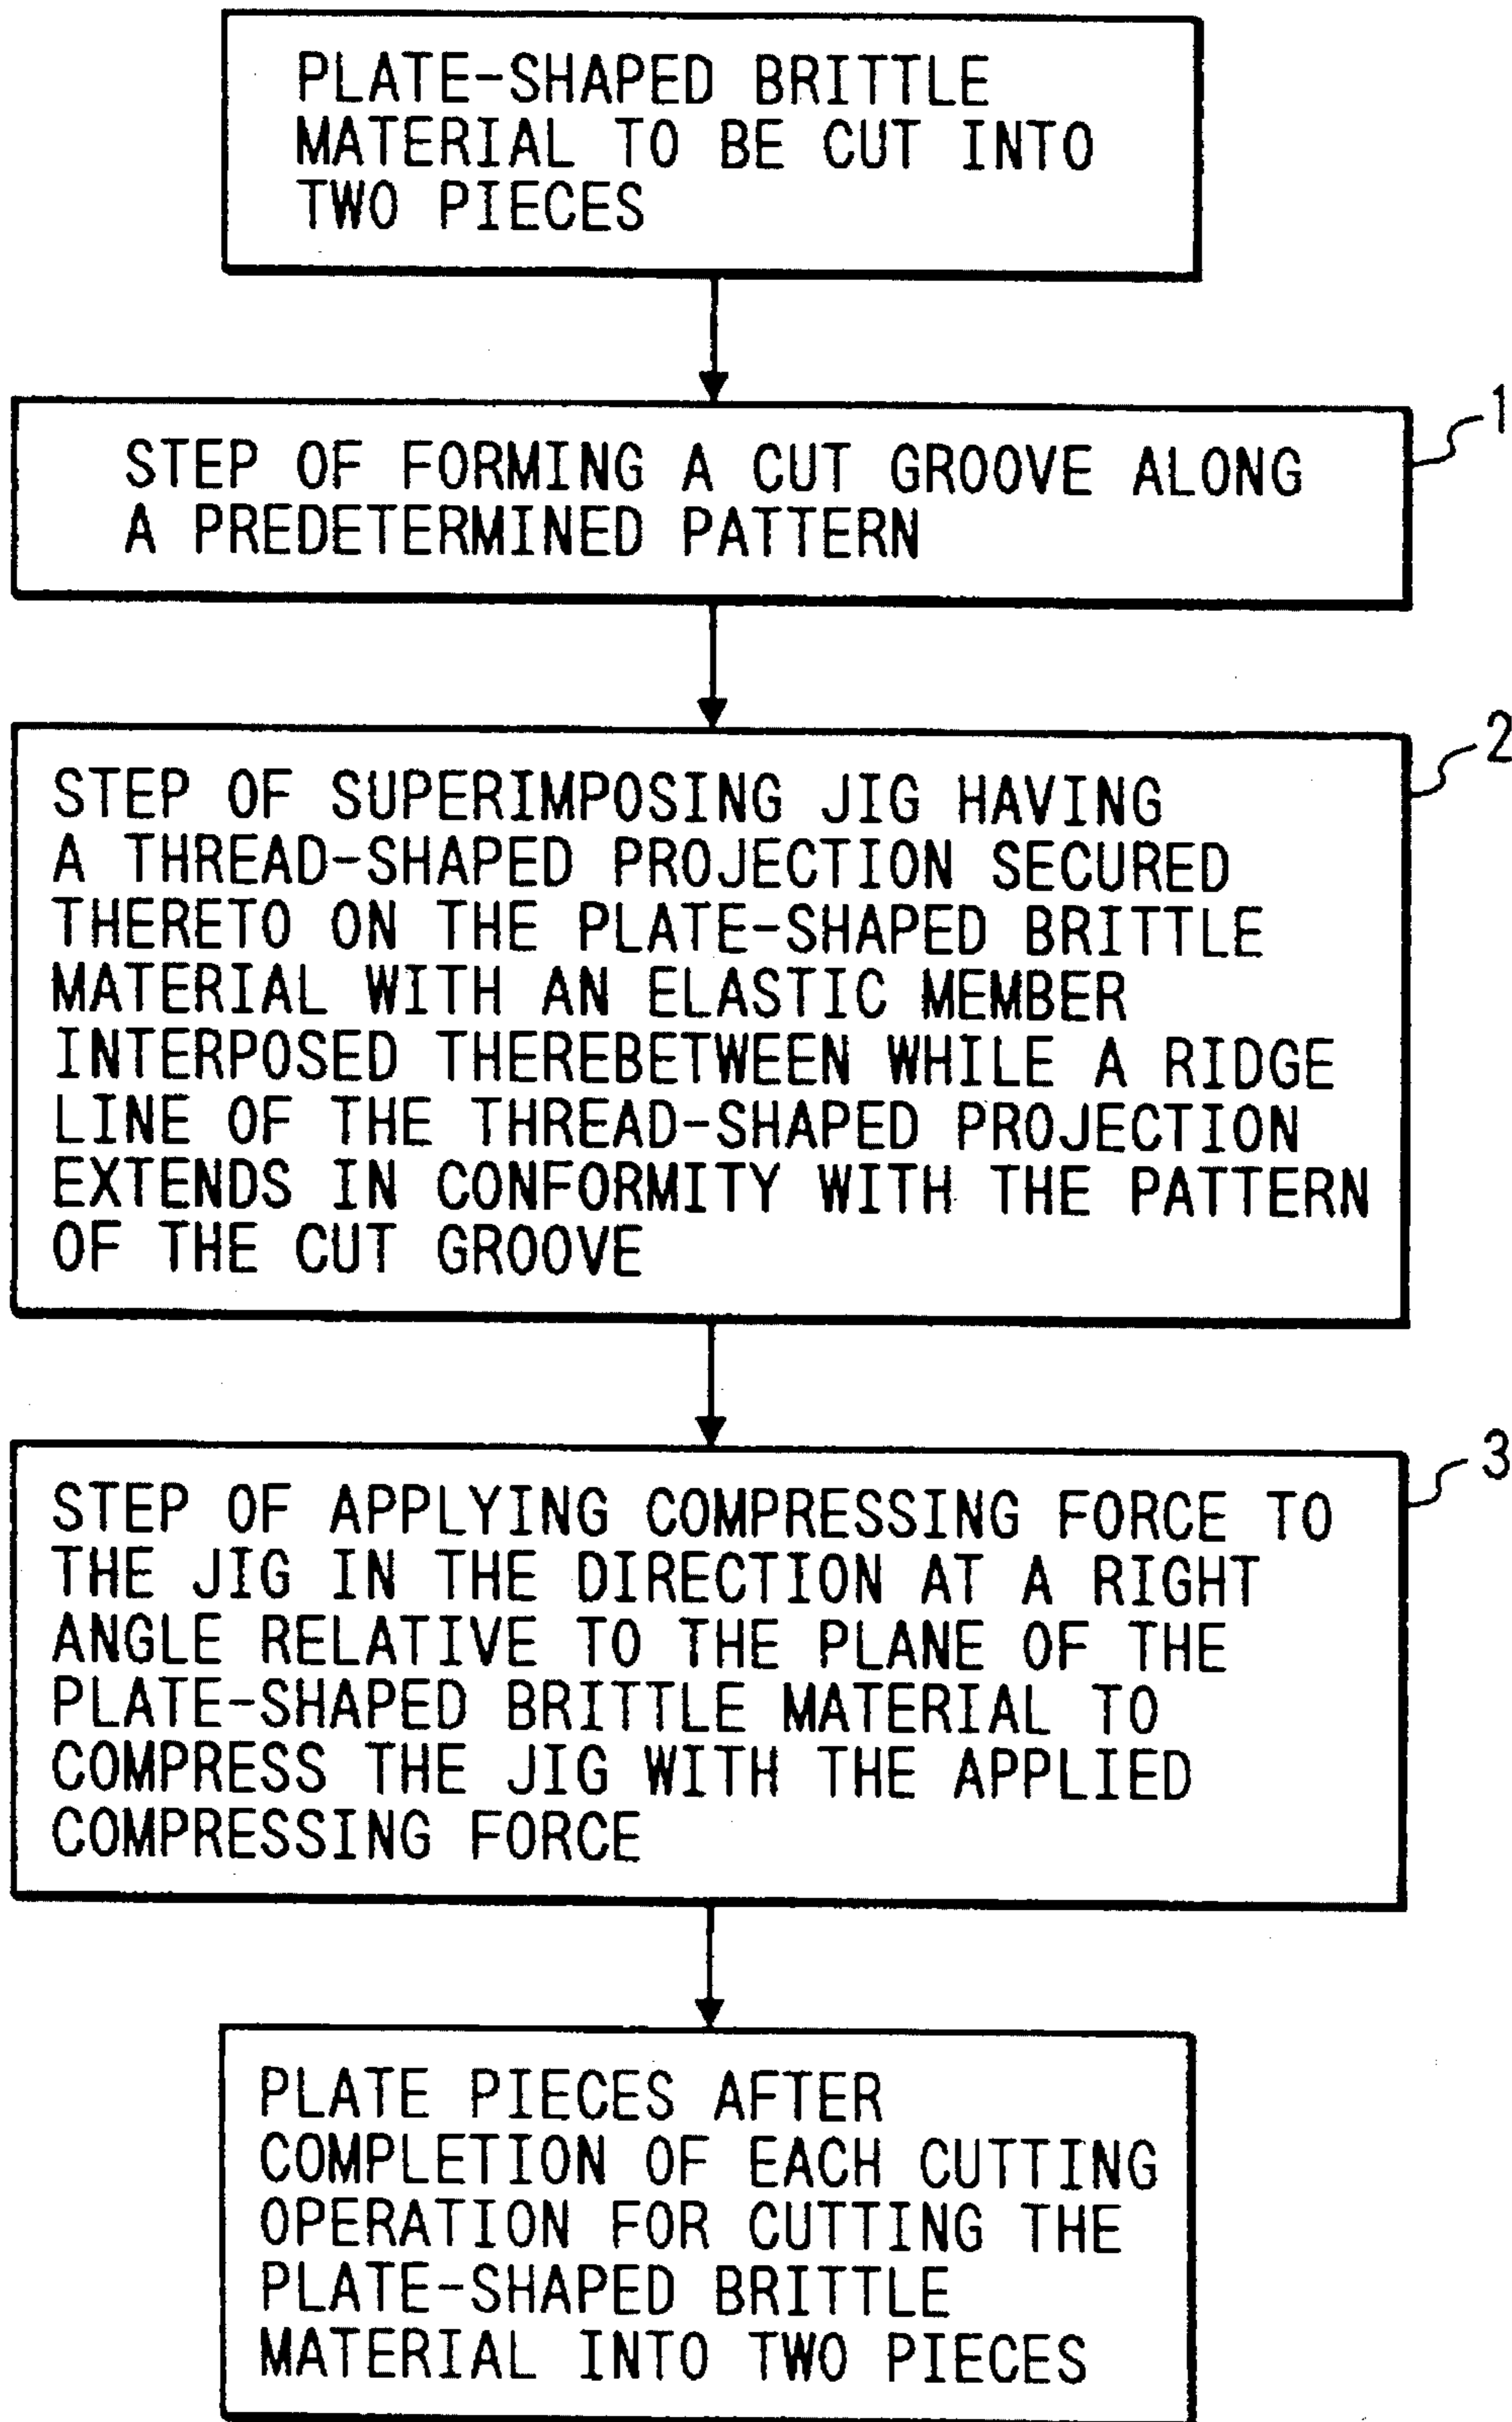 PLATE-SHAPED BRITTLE
MATERIAL TO BE CUT INTO
TWO PIECES
1
STEP OF FORMING A CUT GROOVE ALONG
A PREDETERMINED PATTERN
2
STEP OF SUPERIMPOSING JIG HAVING
A THREAD-SHAPED PROJECTION SECURED
THERETO ON THE PLATE-SHAPED BRITTLE
MATERIAL WITH AN ELASTIC MEMBER
INTERPOSED THEREBETWEEN WHILE A RIDGE
LINE OF THE THREAD-SHAPED PROJECTION
EXTENDS IN CONFORMITY WITH THE PATTERN
OF THE CUT GROOVE
3
STEP OF APPLYING COMPRESSING FORCE TO
THE JIG IN THE DIRECTION AT A RIGHT
ANGLE RELATIVE TO THE PLANE OF THE
PLATE-SHAPED BRITTLE MATERIAL TO
COMPRESS THE JIG WITH THE APPLIED
COMPRESSING FORCE
PLATE PIECES AFTER
COMPLETION OF EACH CUTTING
OPERATION FOR CUTTING THE
PLATE-SHAPED BRITTLE
MATERIAL INTO TWO PIECES